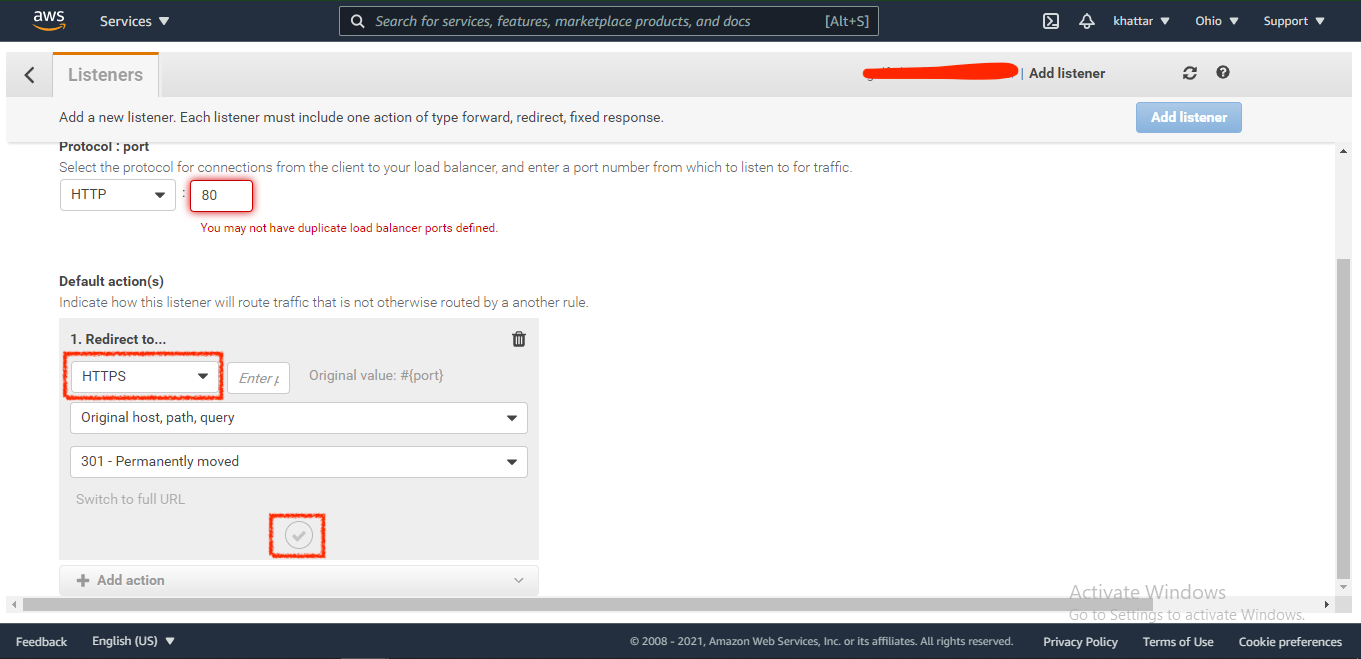 aws Services Search for services, features, marketplace products, and docs [Alt+S] khattar Ohio Support
Listeners | Add listener
Add a new listener. Each listener must include one action of type forward, redirect, fixed response. Add listener
Protocol : port
Select the protocol for connections from the client to your load balancer, and enter a port number from which to listen to for traffic.
HTTP : 80
You may not have duplicate load balancer ports defined.
Default action(s)
Indicate how this listener will route traffic that is not otherwise routed by a another rule.
1. Redirect to...
HTTPS Enter Original value: #{port}
Original host, path, query
301 - Permanently moved
Switch to full URL
Add action
Activate Windows
Go to Settings to activate Windows.
Feedback English (US) © 2008 - 2021, Amazon Web Services, Inc. or its affiliates. All rights reserved. Privacy Policy Terms of Use Cookie preferences